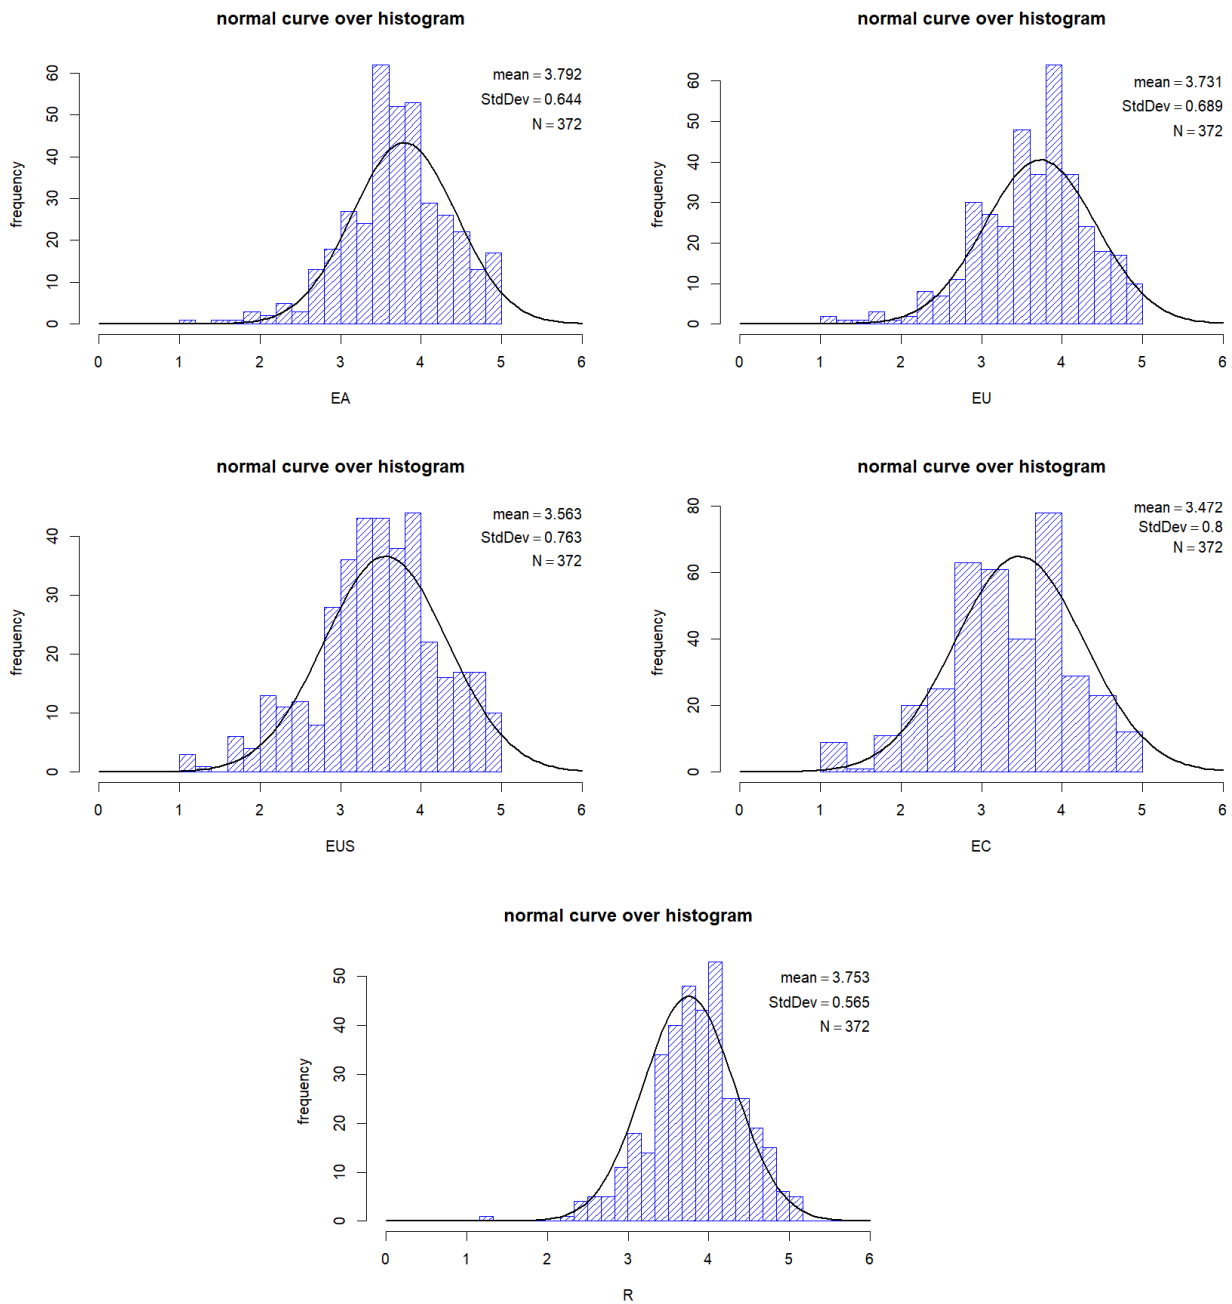 normal curve over histogram
mean = 3.792
StdDev = 0.644
N = 372
frequency
0 10 20 30 40 50 60
0 1 2 3 4 5 6
EA
normal curve over histogram
mean = 3.731
StdDev = 0.689
N = 372
frequency
0 10 20 30 40 50 60
0 1 2 3 4 5 6
EU
normal curve over histogram
mean = 3.563
StdDev = 0.763
N = 372
frequency
0 10 20 30 40
0 1 2 3 4 5 6
EUS
normal curve over histogram
mean = 3.472
StdDev = 0.8
N = 372
frequency
0 20 40 60 80
0 1 2 3 4 5 6
EC
normal curve over histogram
mean = 3.753
StdDev = 0.565
N = 372
frequency
0 10 20 30 40 50
0 1 2 3 4 5 6
R